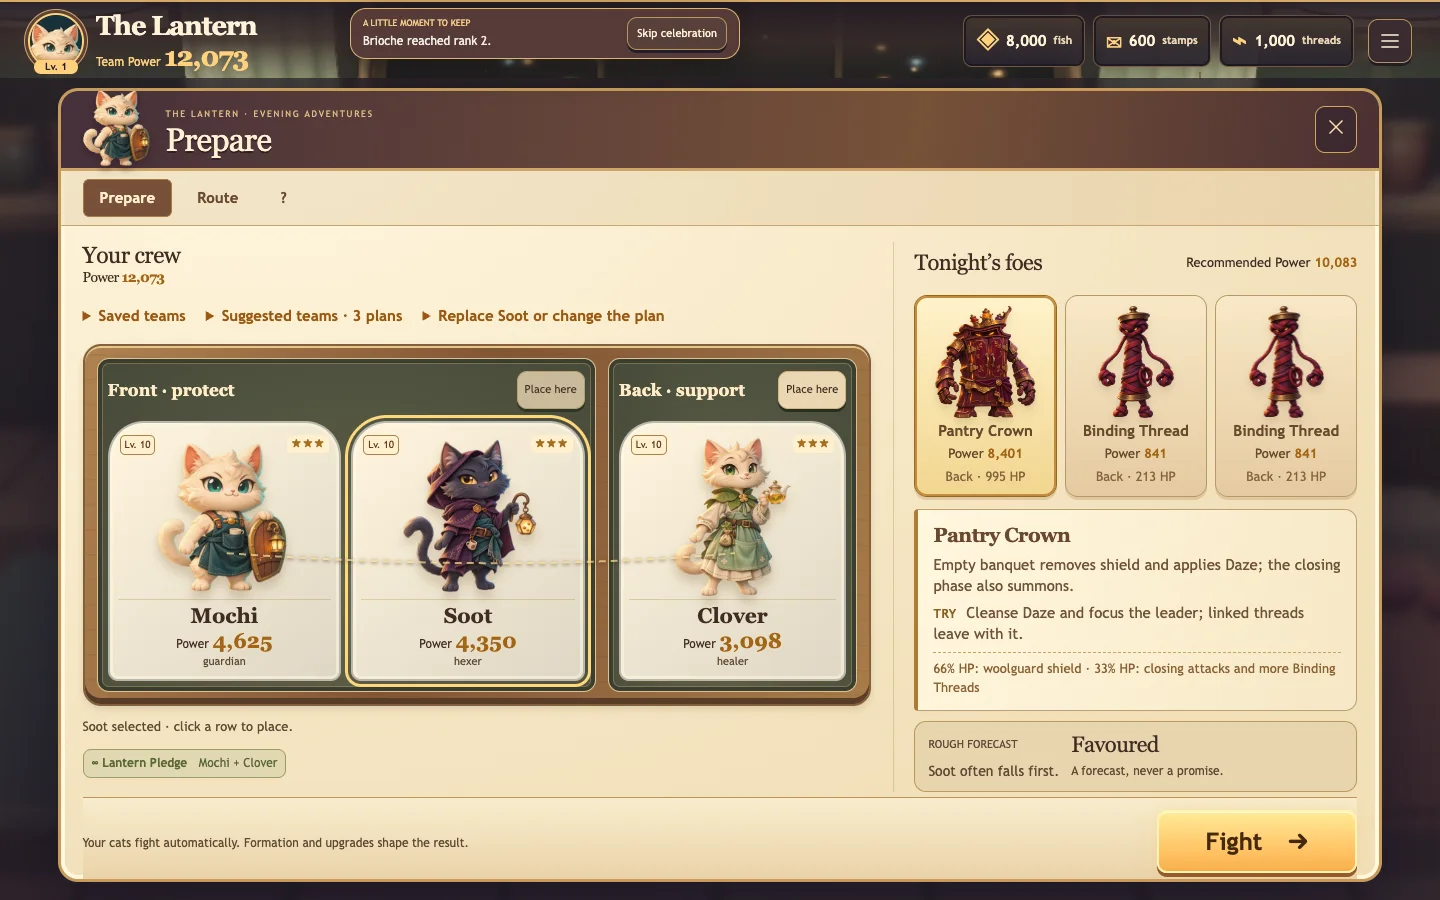 The Lantern
Team Power 12,073
Lv. 1
A LITTLE MOMENT TO KEEP
Brioche reached rank 2.
Skip celebration
8,000 fish
600 stamps
1,000 threads
THE LANTERN · EVENING ADVENTURES
Prepare
Prepare
Route
?
Your crew
Power 12,073
Saved teams
Suggested teams · 3 plans
Replace Soot or change the plan
Front · protect
Place here
Back · support
Place here
Lv. 10
Mochi
Power 4,625
guardian
Lv. 10
Soot
Power 4,350
hexer
Lv. 10
Clover
Power 3,098
healer
Soot selected · click a row to place.
Lantern Pledge Mochi + Clover
Tonight's foes
Recommended Power 10,083
Pantry Crown
Power 8,401
Back · 995 HP
Binding Thread
Power 841
Back · 213 HP
Binding Thread
Power 841
Back · 213 HP
Pantry Crown
Empty banquet removes shield and applies Daze; the closing
phase also summons.
TRY Cleanse Daze and focus the leader; linked threads
leave with it.
66% HP: woolguard shield · 33% HP: closing attacks and more Binding
Threads
ROUGH FORECAST
Favoured
Soot often falls first.
A forecast, never a promise.
Your cats fight automatically. Formation and upgrades shape the result.
Fight →